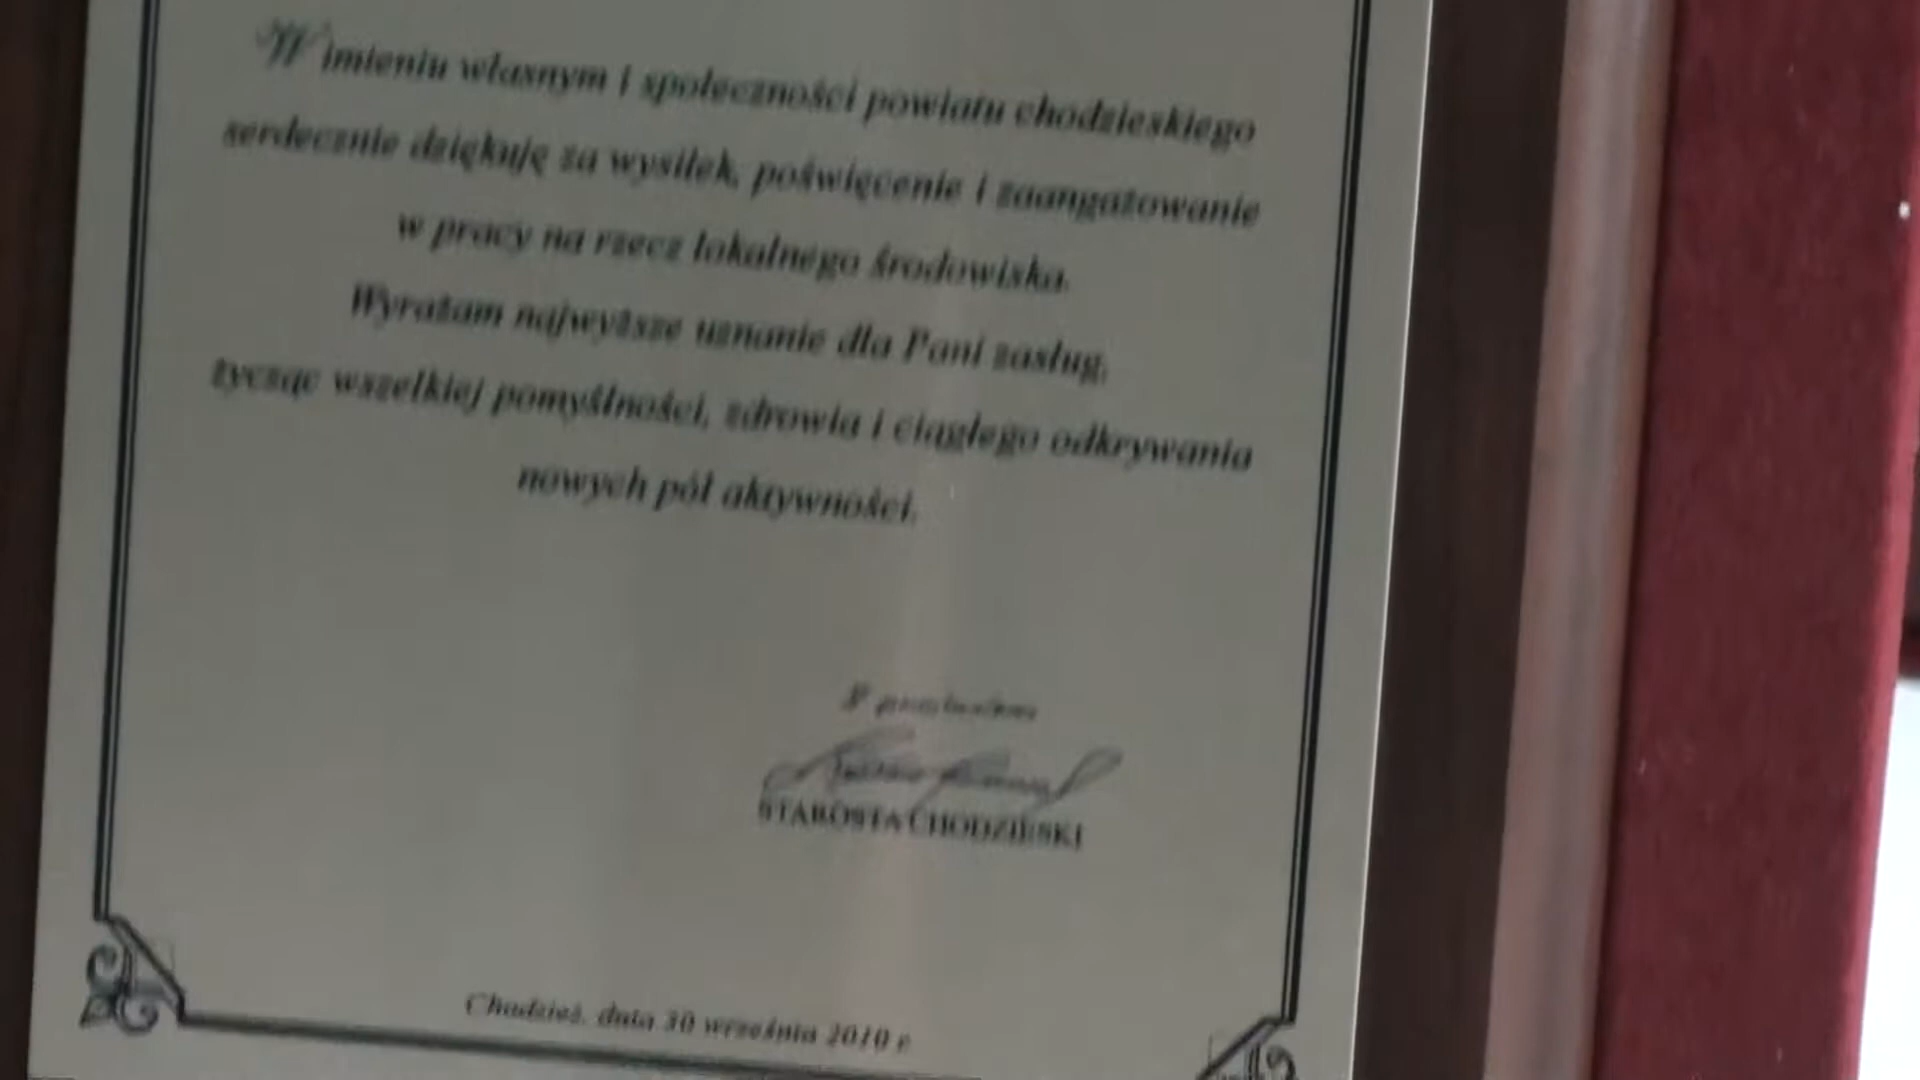 W imieniu własnym i społeczności powiatu chodzieskiego
serdecznie dziękuję za wysiłek, poświęcenie i zaangażowanie
w pracy na rzecz lokalnego środowiska.
Wyrażam najwyższe uznanie dla Pani zasług,
życząc wszelkiej pomyślności, zdrowia i ciągłego odkrywania
nowych pól aktywności.
STAROSTA CHODZIESKI
Chodzież, dnia 30 września 2010 r.